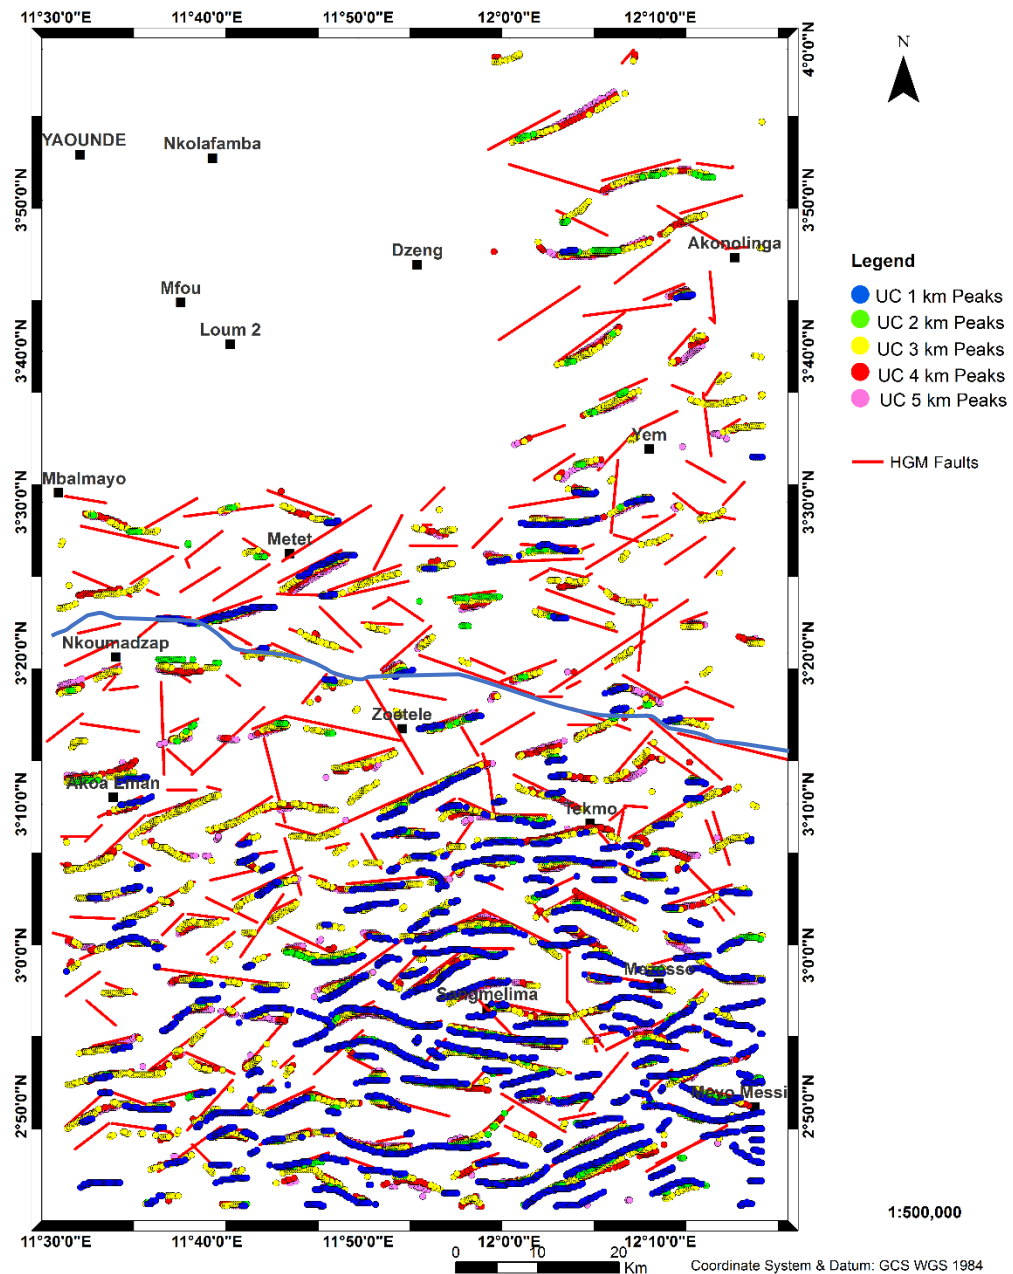 11°30'0"E 11°40'0"E 11°50'0"E 12°0'0"E 12°10'0"E
4°0'0"N
N
YAOUNDE
Nkolafamba
3°50'0"N 3°50'0"N
Dzeng
Akonolinga
Legend
Mfou
UC 1 km Peaks
UC 2 km Peaks
Loum 2
UC 3 km Peaks
3°40'0"N 3°40'0"N
UC 4 km Peaks
UC 5 km Peaks
Yem
HGM Faults
Mbalmayo
3°30'0"N 3°30'0"N
Metet
Nkoumadzap
3°20'0"N 3°20'0"N
Zoetele
Akoa Eman
3°10'0"N 3°10'0"N
Tekmo
3°0'0"N 3°0'0"N
Sangmelima
2°50'0"N 2°50'0"N
Meyo Messi
1:500,000
11°30'0"E 11°40'0"E 11°50'0"E 12°0'0"E 12°10'0"E
0 10 20
Km
Coordinate System & Datum: GCS WGS 1984